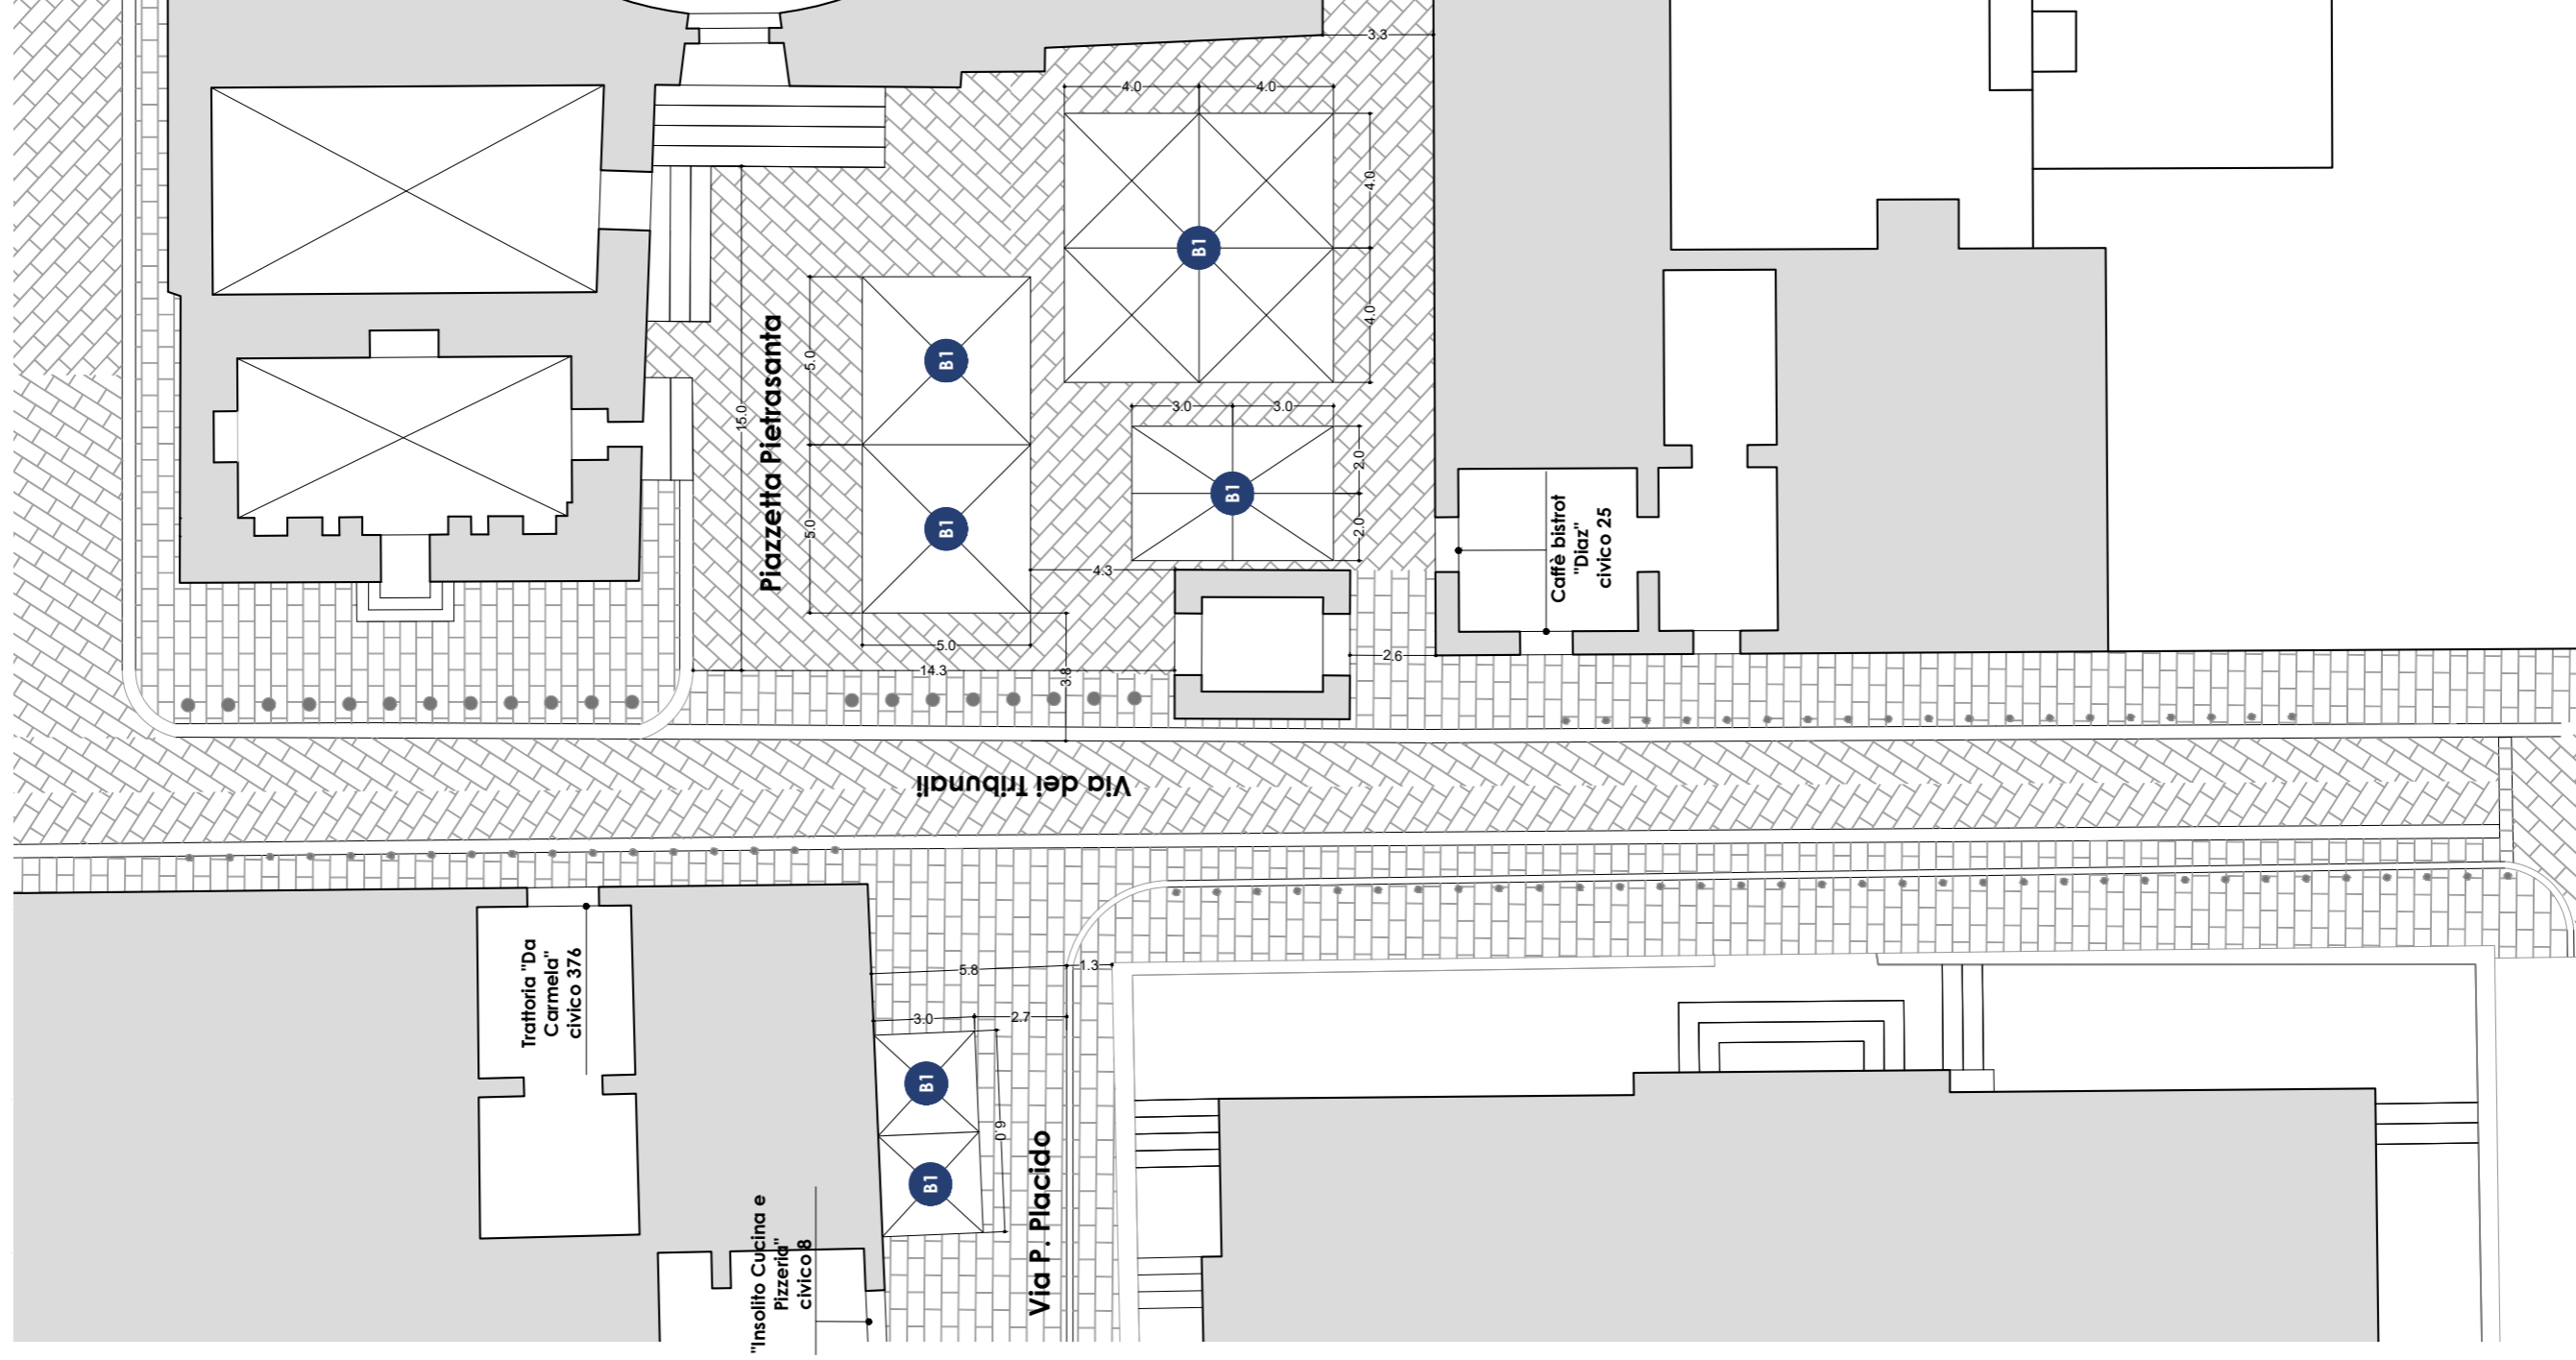 3.3
4.0
4.0
4.0
4.0
B1
B1
B1
B1
5.0
5.0
5.0
15.0
Piazzetta Pietrasanta
3.0
3.0
2.0
2.0
4.3
14.3
3.8
2.6
Caffè bistrot
"Diaz"
civico 25
Via dei Tribunali
Trattoria "Da
Carmela"
civico 376
5.8
1.3
3.0
2.7
B1
B1
6.0
Via P. Placido
"Insolito Cucina e
Pizzeria"
civico 8